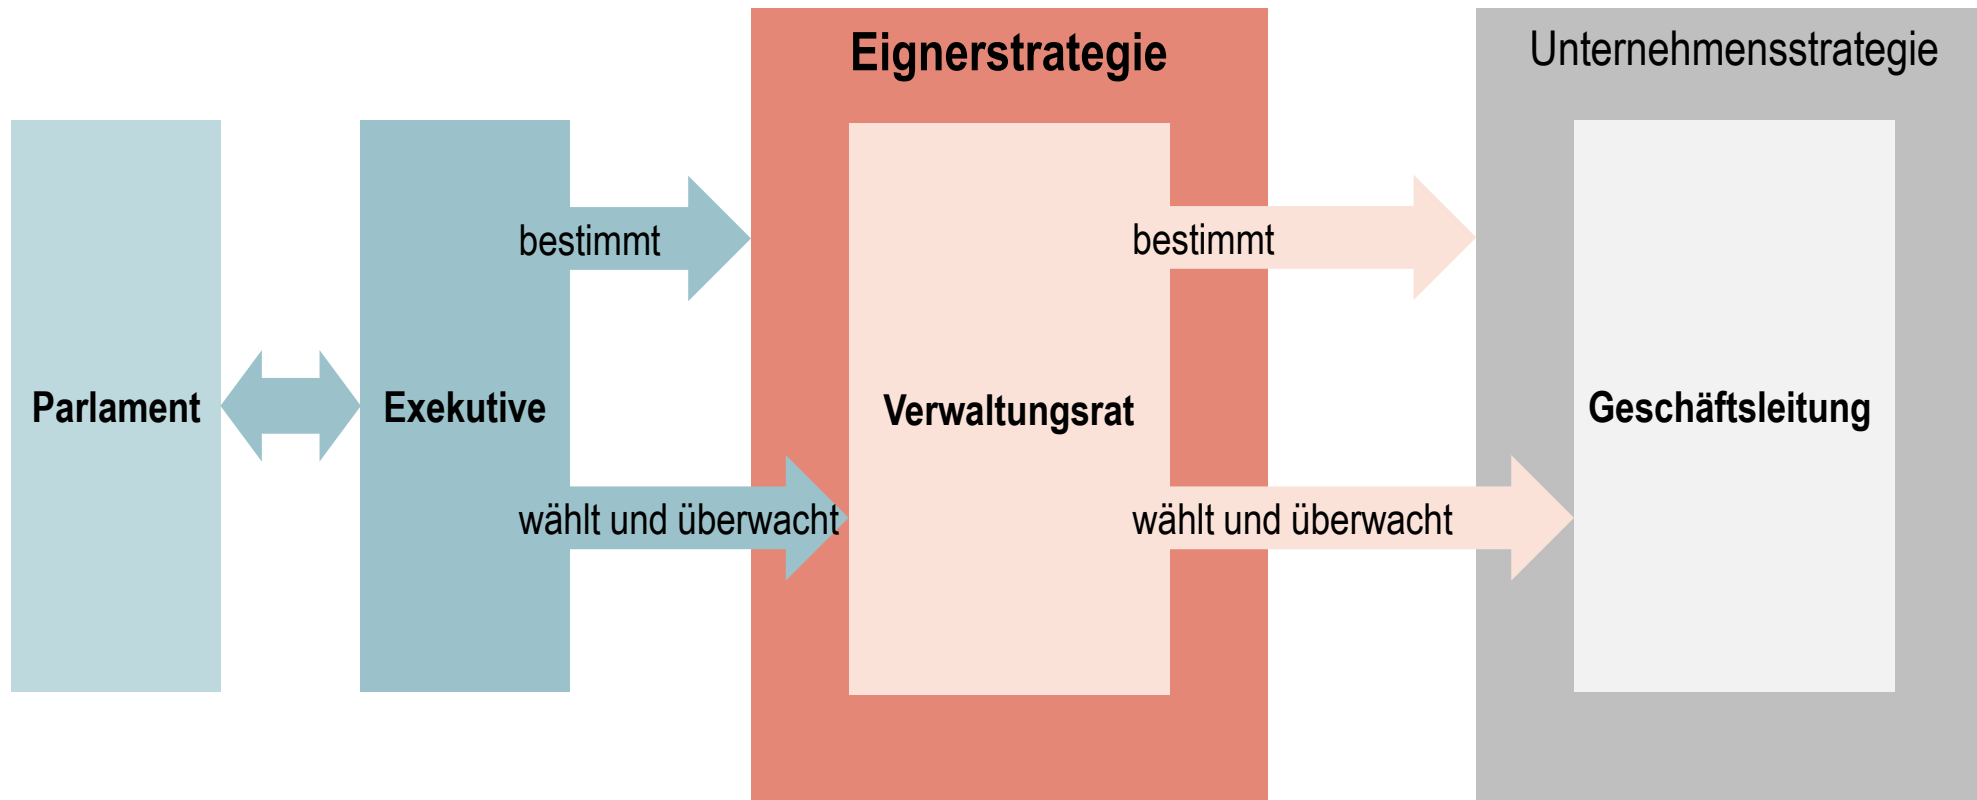 Eignerstrategie
Unternehmensstrategie
bestimmt
bestimmt
Parlament
Exekutive
Verwaltungsrat
Geschäftsleitung
wählt und überwacht
wählt und überwacht